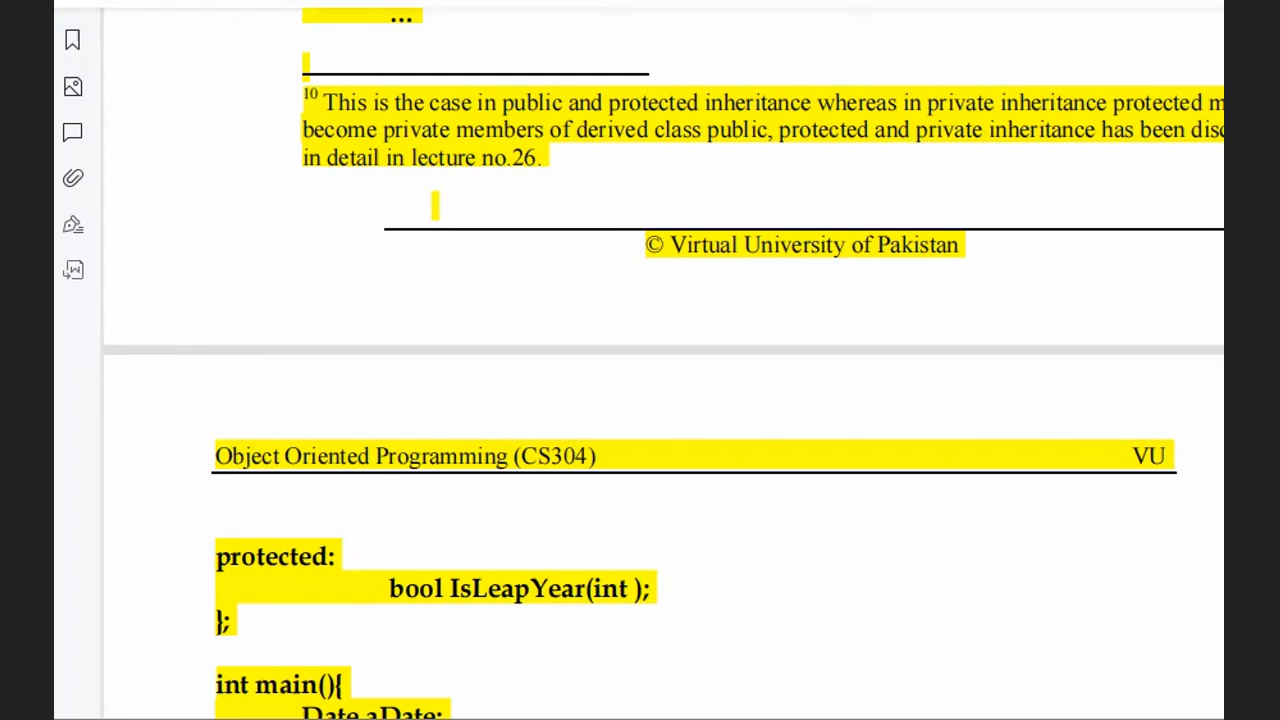 ...
10 This is the case in public and protected inheritance whereas in private inheritance protected
become private members of derived class public, protected and private inheritance has been
in detail in lecture no.26.
© Virtual University of Pakistan
Object Oriented Programming (CS304) VU
protected:
bool IsLeapYear(int );
};
int main(){
Date aDate;